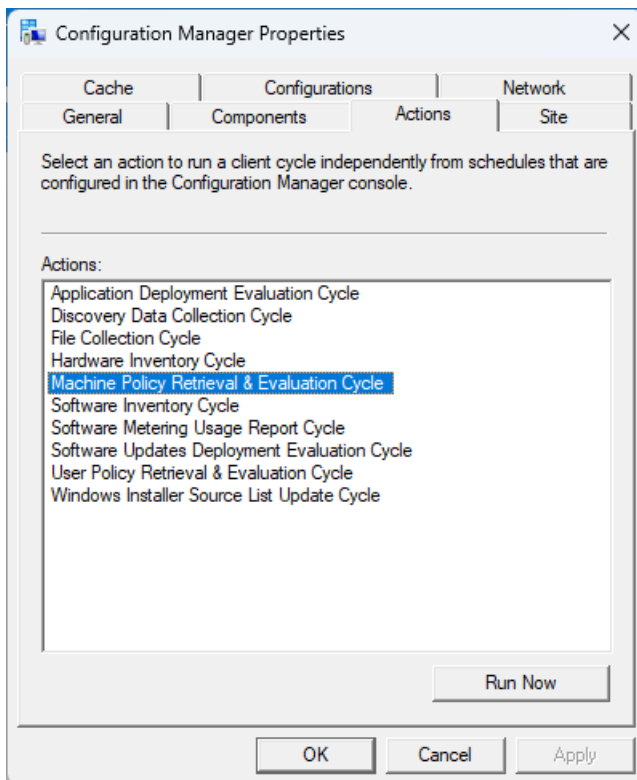 Configuration Manager Properties
Cache
Configurations
Network
General
Components
Actions
Site
Select an action to run a client cycle independently from schedules that are
configured in the Configuration Manager console.
Actions:
Application Deployment Evaluation Cycle
Discovery Data Collection Cycle
File Collection Cycle
Hardware Inventory Cycle
Machine Policy Retrieval & Evaluation Cycle
Software Inventory Cycle
Software Metering Usage Report Cycle
Software Updates Deployment Evaluation Cycle
User Policy Retrieval & Evaluation Cycle
Windows Installer Source List Update Cycle
Run Now
OK
Cancel
Apply